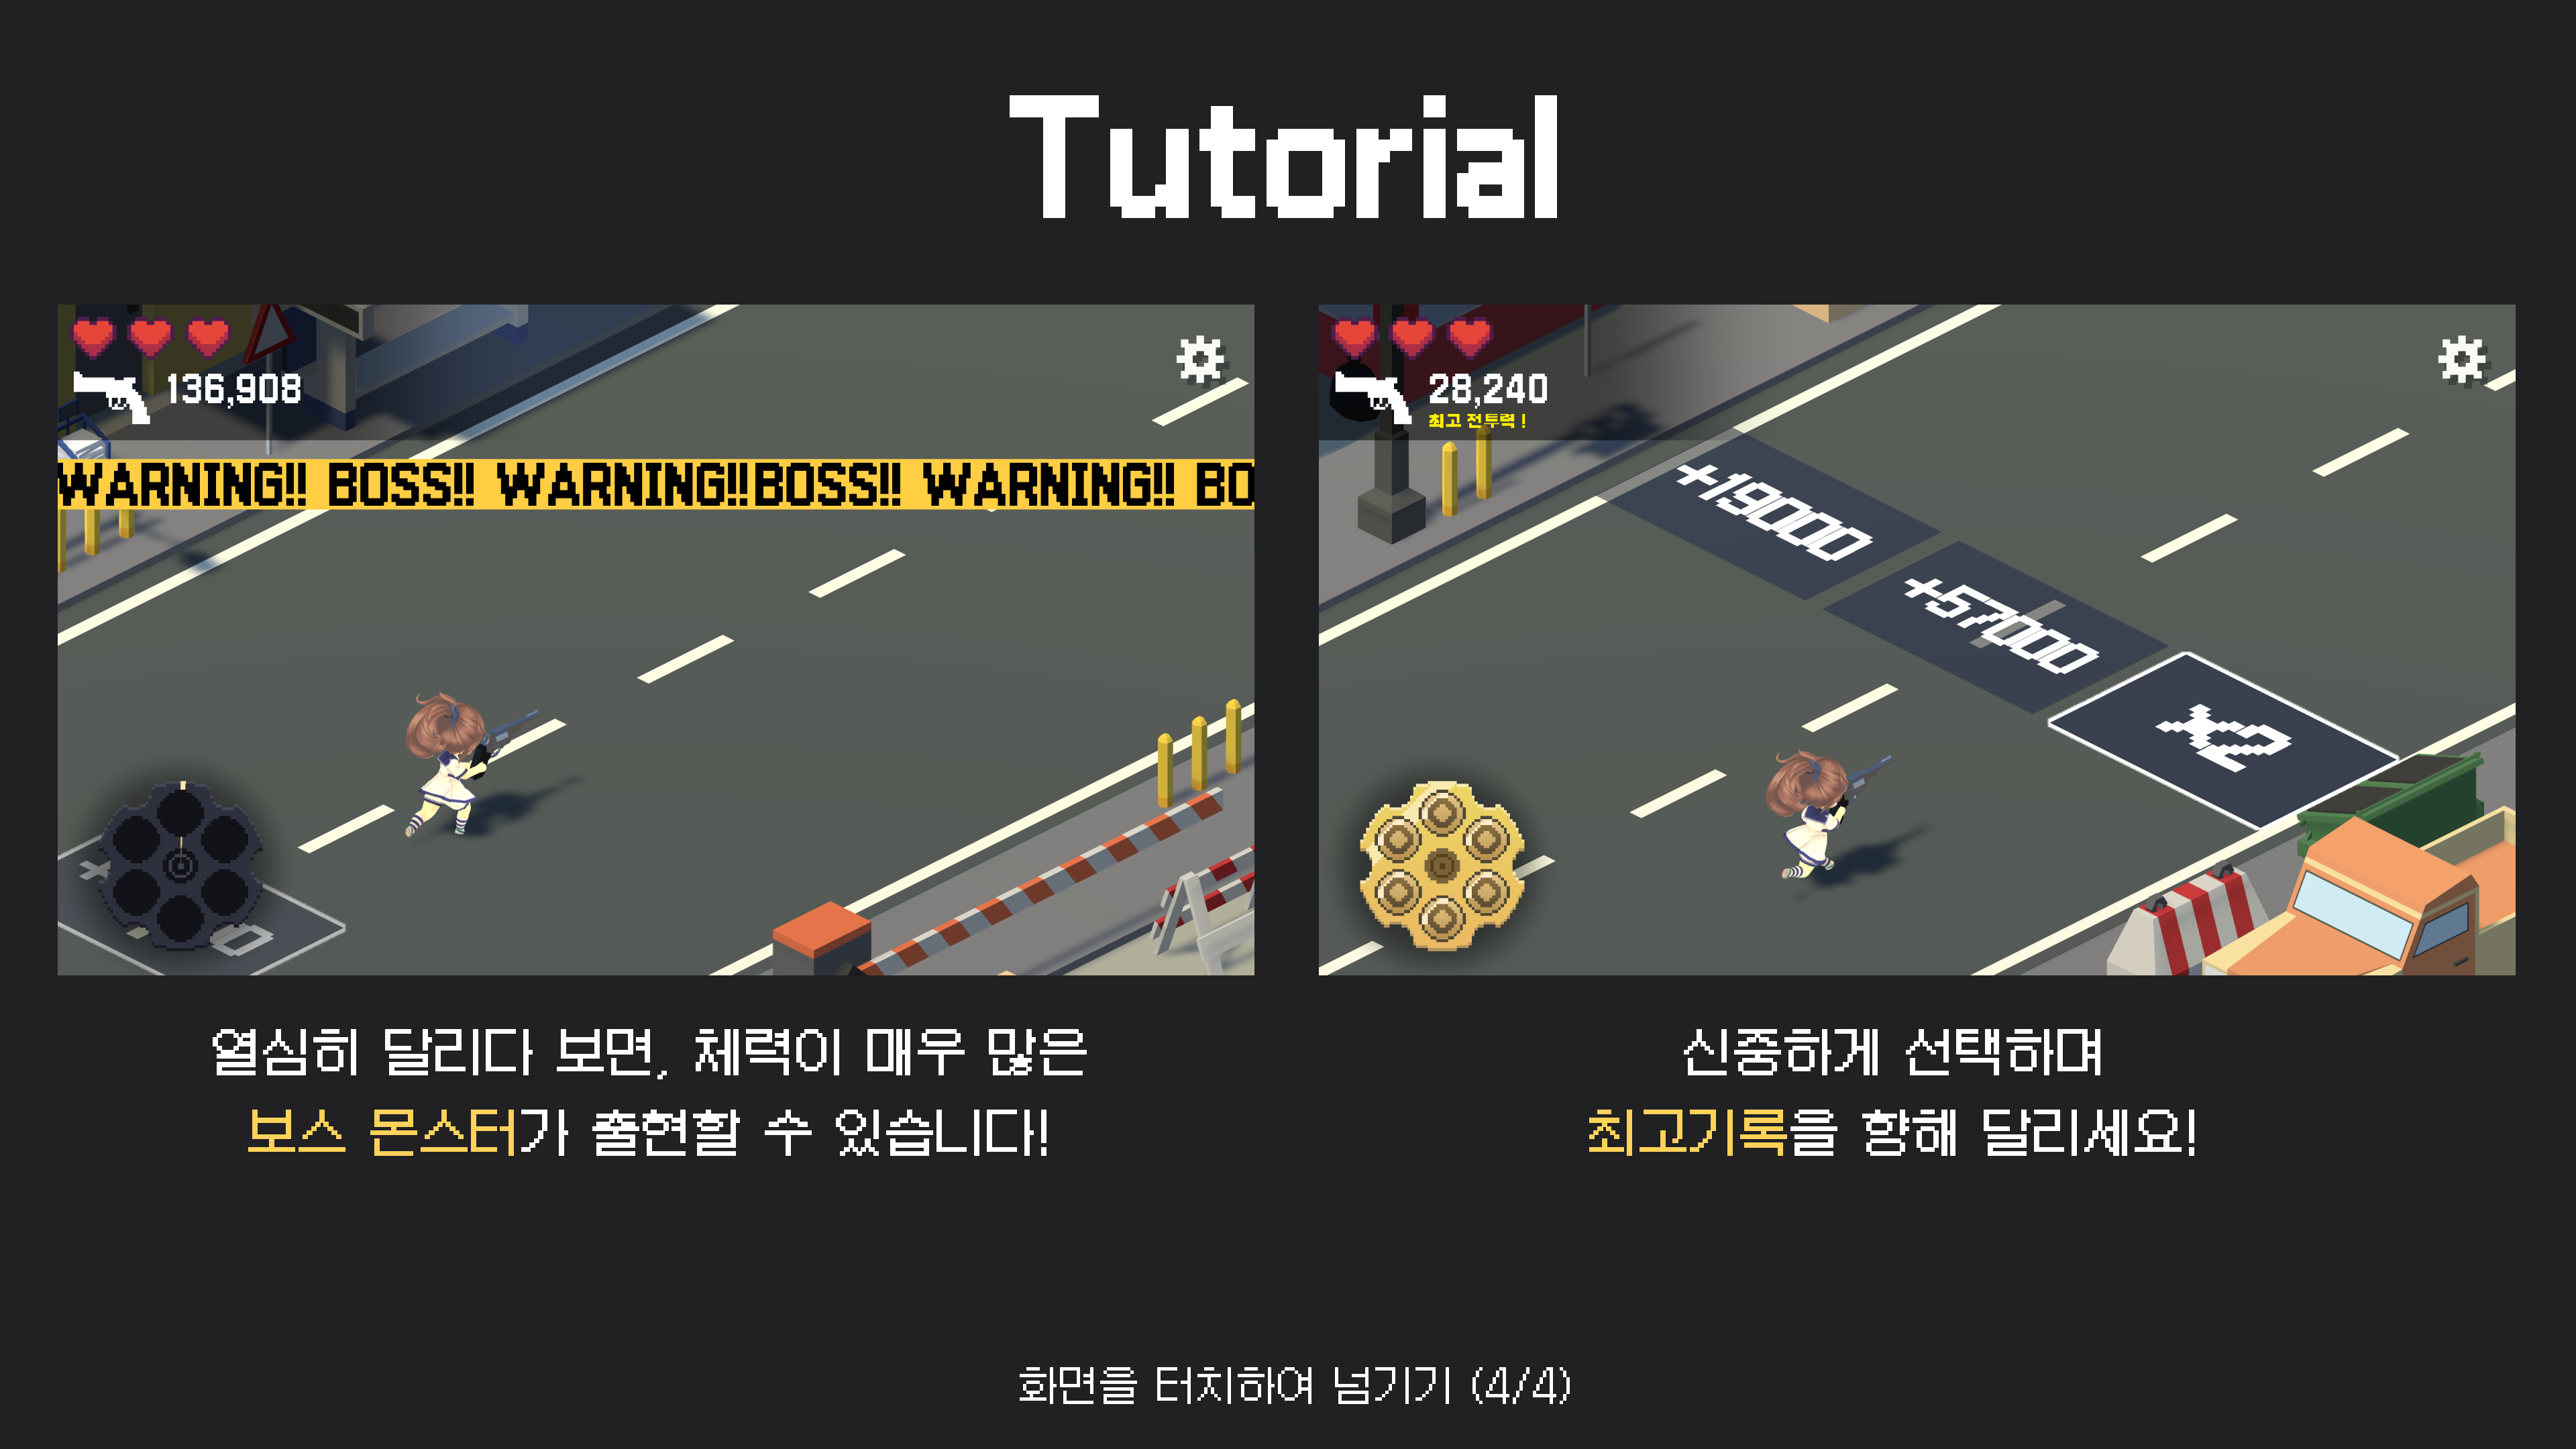 Tutorial
136,908
WARNING!! BOSS!! WARNING!!BOSS!! WARNING!! BO
28,240
최고 전투력!
+19000
+57000
x2
열심히 달리다 보면, 체력이 매우 많은
보스 몬스터가 출현할 수 있습니다!
신중하게 선택하며
최고기록을 향해 달리세요!
화면을 터치하여 넘기기 (4/4)